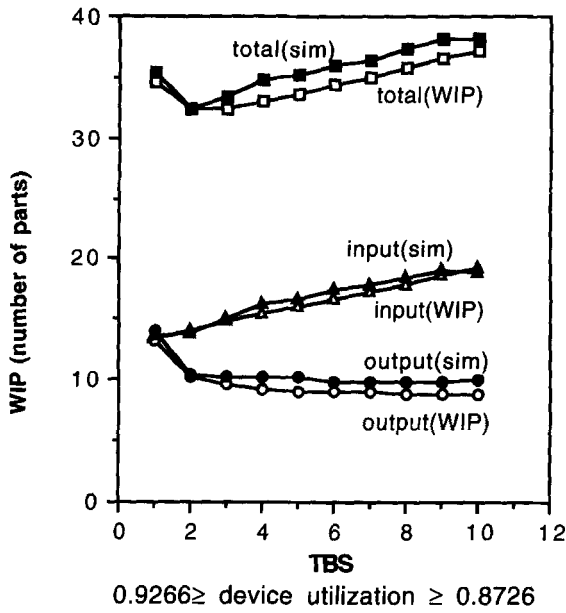 40
total(sim)
total(WIP)
30
WIP (number of parts)
20
input(sim)
input(WIP)
output(sim)
10
output(WIP)
0
0 2 4 6 8 10 12
TBS
0.9266≥ device utilization ≥ 0.8726